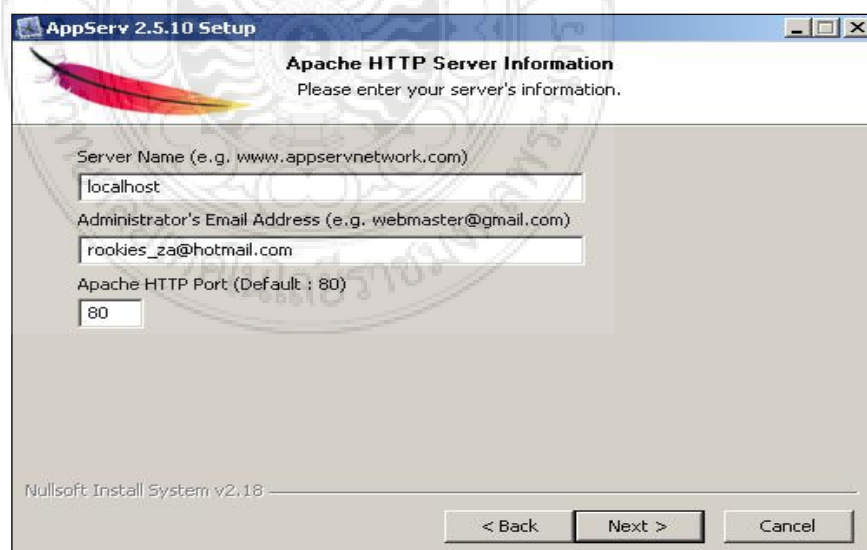 AppServ 2.5.10 Setup
Apache HTTP Server Information
Please enter your server's information.
Server Name (e.g. www.appservnetwork.com)
localhost
Administrator's Email Address (e.g. webmaster@gmail.com)
rookies_za@hotmail.com
Apache HTTP Port (Default : 80)
80
Nullsoft Install System v2.18
< Back
Next >
Cancel